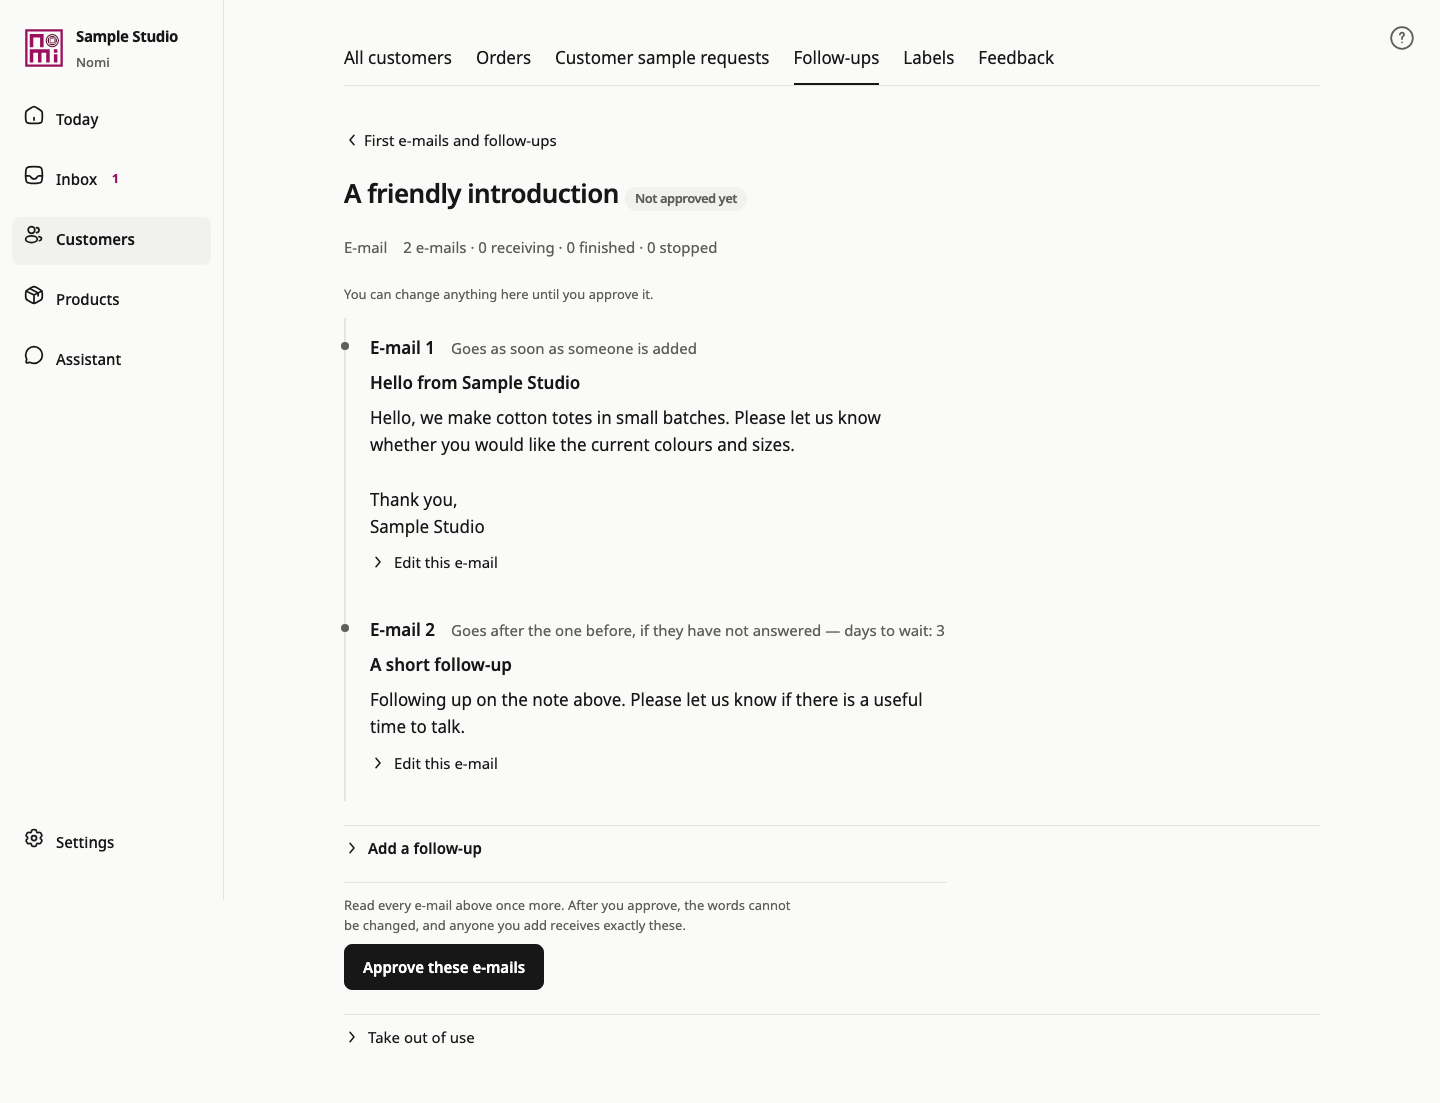 nomi
Sample Studio
Nomi
Today
Inbox 1
Customers
Products
Assistant
Settings
All customers Orders Customer sample requests Follow-ups Labels Feedback
First e-mails and follow-ups
A friendly introduction Not approved yet
E-mail 2 e-mails · 0 receiving · 0 finished · 0 stopped
You can change anything here until you approve it.
E-mail 1 Goes as soon as someone is added
Hello from Sample Studio
Hello, we make cotton totes in small batches. Please let us know
whether you would like the current colours and sizes.
Thank you,
Sample Studio
Edit this e-mail
E-mail 2 Goes after the one before, if they have not answered — days to wait: 3
A short follow-up
Following up on the note above. Please let us know if there is a useful
time to talk.
Edit this e-mail
Add a follow-up
Read every e-mail above once more. After you approve, the words cannot
be changed, and anyone you add receives exactly these.
Approve these e-mails
Take out of use